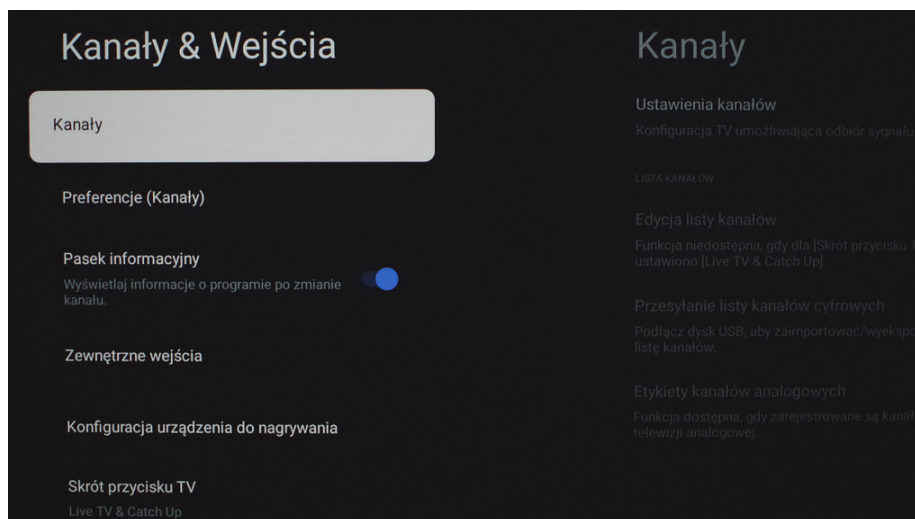 Kanały & Wejścia
Kanały
Preferencje (Kanały)
Pasek informacyjny
Wyświetlaj informacje o programie po zmianie
kanału.
Zewnętrzne wejścia
Konfiguracja urządzenia do nagrywania
Skrót przycisku TV
Live TV & Catch Up
Kanały
Ustawienia kanałów
Konfiguracja TV umożliwiająca odbiór sygnału
LISTA KANAŁÓW
Edycja listy kanałów
Funkcja niedostępna, gdy dla [Skrót przycisku
ustawiono [Live TV & Catch Up].
Przesyłanie listy kanałów cyfrowych
Podłącz dysk USB, aby zaimportować/wyekspo
listę kanałów.
Etykiety kanałów analogowych
Funkcja dostępna, gdy zarejestrowane są kanał
telewizji analogowej.